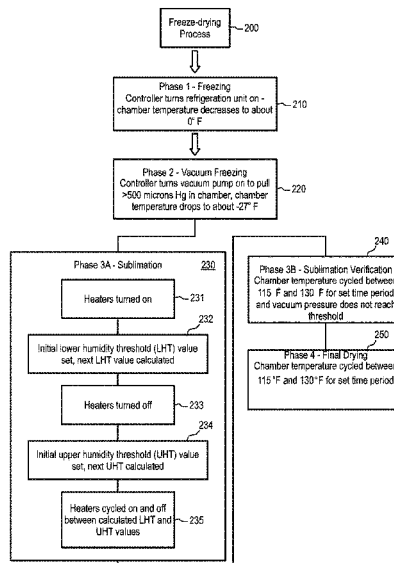 Freeze-drying
Process
200
Phase 1 - Freezing
Controller turns refrigeration unit on -
chamber temperature decreases to about
0° F
210
Phase 2 - Vacuum Freezing
Controller turns vacuum pump on to pull
>500 microns Hg in chamber, chamber
temperature drops to about -27° F
220
Phase 3A - Sublimation
230
Heaters turned on
231
232
Initial lower humidity threshold (LHT) value
set, next LHT value calculated
Heaters turned off
233
234
Initial upper humidity threshold (UHT) value
set, next UHT calculated
Heaters cycled on and off
between calculated LHT and
UHT values
235
240
Phase 3B - Sublimation Verification
Chamber temperature cycled between
115 °F and 130 °F for set time period
and vacuum pressure does not reach
threshold
250
Phase 4 - Final Drying
Chamber temperature cycled between
115 °F and 130 °F for set time period